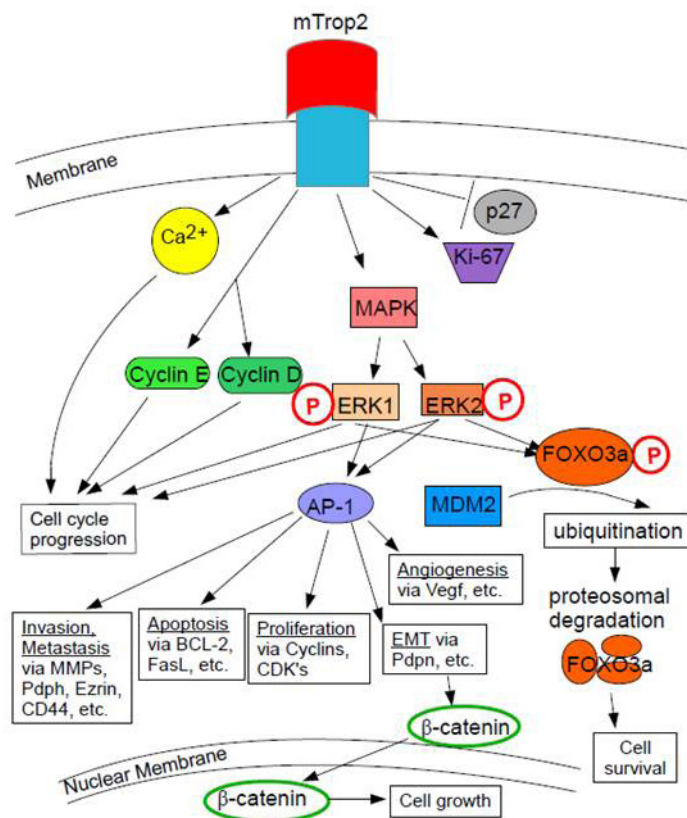 mTrop2
Membrane
Ca2+
p27
Ki-67
MAPK
Cyclin E
Cyclin D
P
ERK1
ERK2
P
FOXO3a
P
Cell cycle
progression
AP-1
MDM2
ubiquitination
Angiogenesis
via Vegf, etc.
Invasion,
Metastasis
via MMPs,
Pdph, Ezrin,
CD44, etc.
Apoptosis
via BCL-2,
FasL, etc.
Proliferation
via Cyclins,
CDK's
EMT via
Pdpn, etc.
proteosomal
degradation
FOXO3a
β-catenin
Cell
survival
Nuclear Membrane
β-catenin
Cell growth